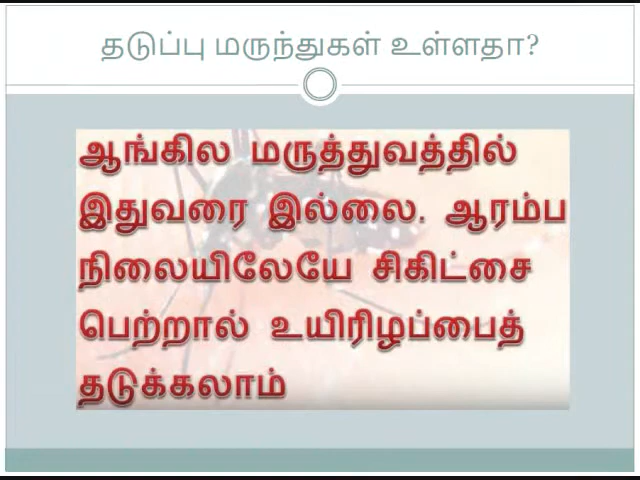 தடுப்பு மருந்துகள் உள்ளதா?
ஆங்கில மருத்துவத்தில்
இதுவரை இல்லை. ஆரம்ப
நிலையிலேயே சிகிட்சை
பெற்றால் உயிரிழப்பைத்
தடுக்கலாம்